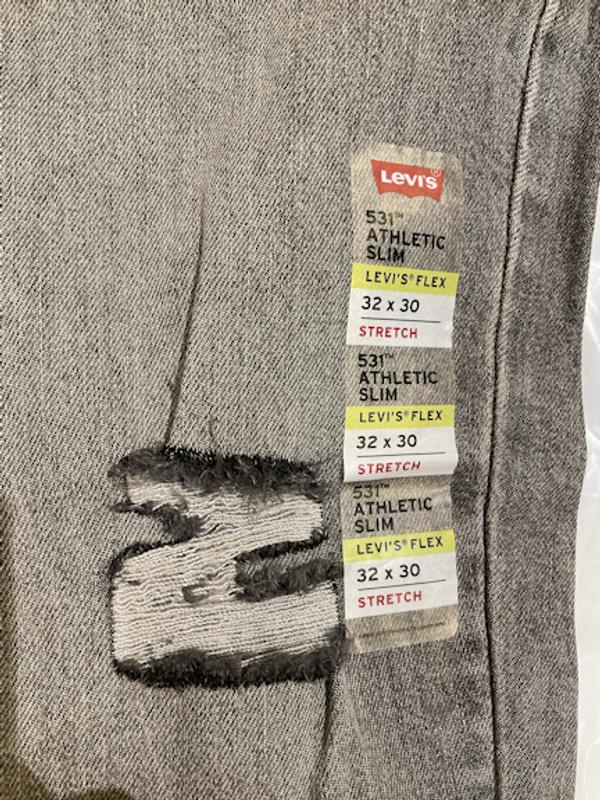 LEVI'S®
531™
ATHLETIC
SLIM
LEVI'S® FLEX
32 x 30
STRETCH
531™
ATHLETIC
SLIM
LEVI'S® FLEX
32 x 30
STRETCH
531™
ATHLETIC
SLIM
LEVI'S® FLEX
32 x 30
STRETCH